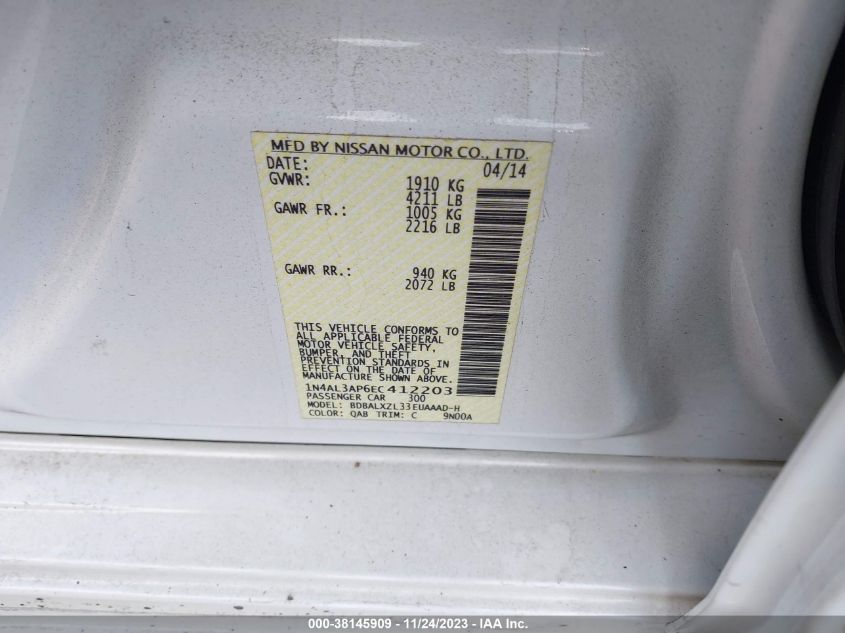 MFD BY NISSAN MOTOR CO., LTD.
DATE: 04/14
GVWR: 1910 KG
4211 LB
GAWR FR.: 1005 KG
2216 LB
GAWR RR.: 940 KG
2072 LB
THIS VEHICLE CONFORMS TO
ALL APPLICABLE FEDERAL
MOTOR VEHICLE SAFETY,
BUMPER, AND THEFT
PREVENTION STANDARDS IN
EFFECT ON THE DATE OF
MANUFACTURE SHOWN ABOVE.
1N4AL3AP6EC412203
PASSENGER CAR 300
MODEL: BDBALXZL33EUAAAD-H
COLOR: QAB TRIM: C 9N00A
000-38145909 - 11/24/2023 - IAA Inc.